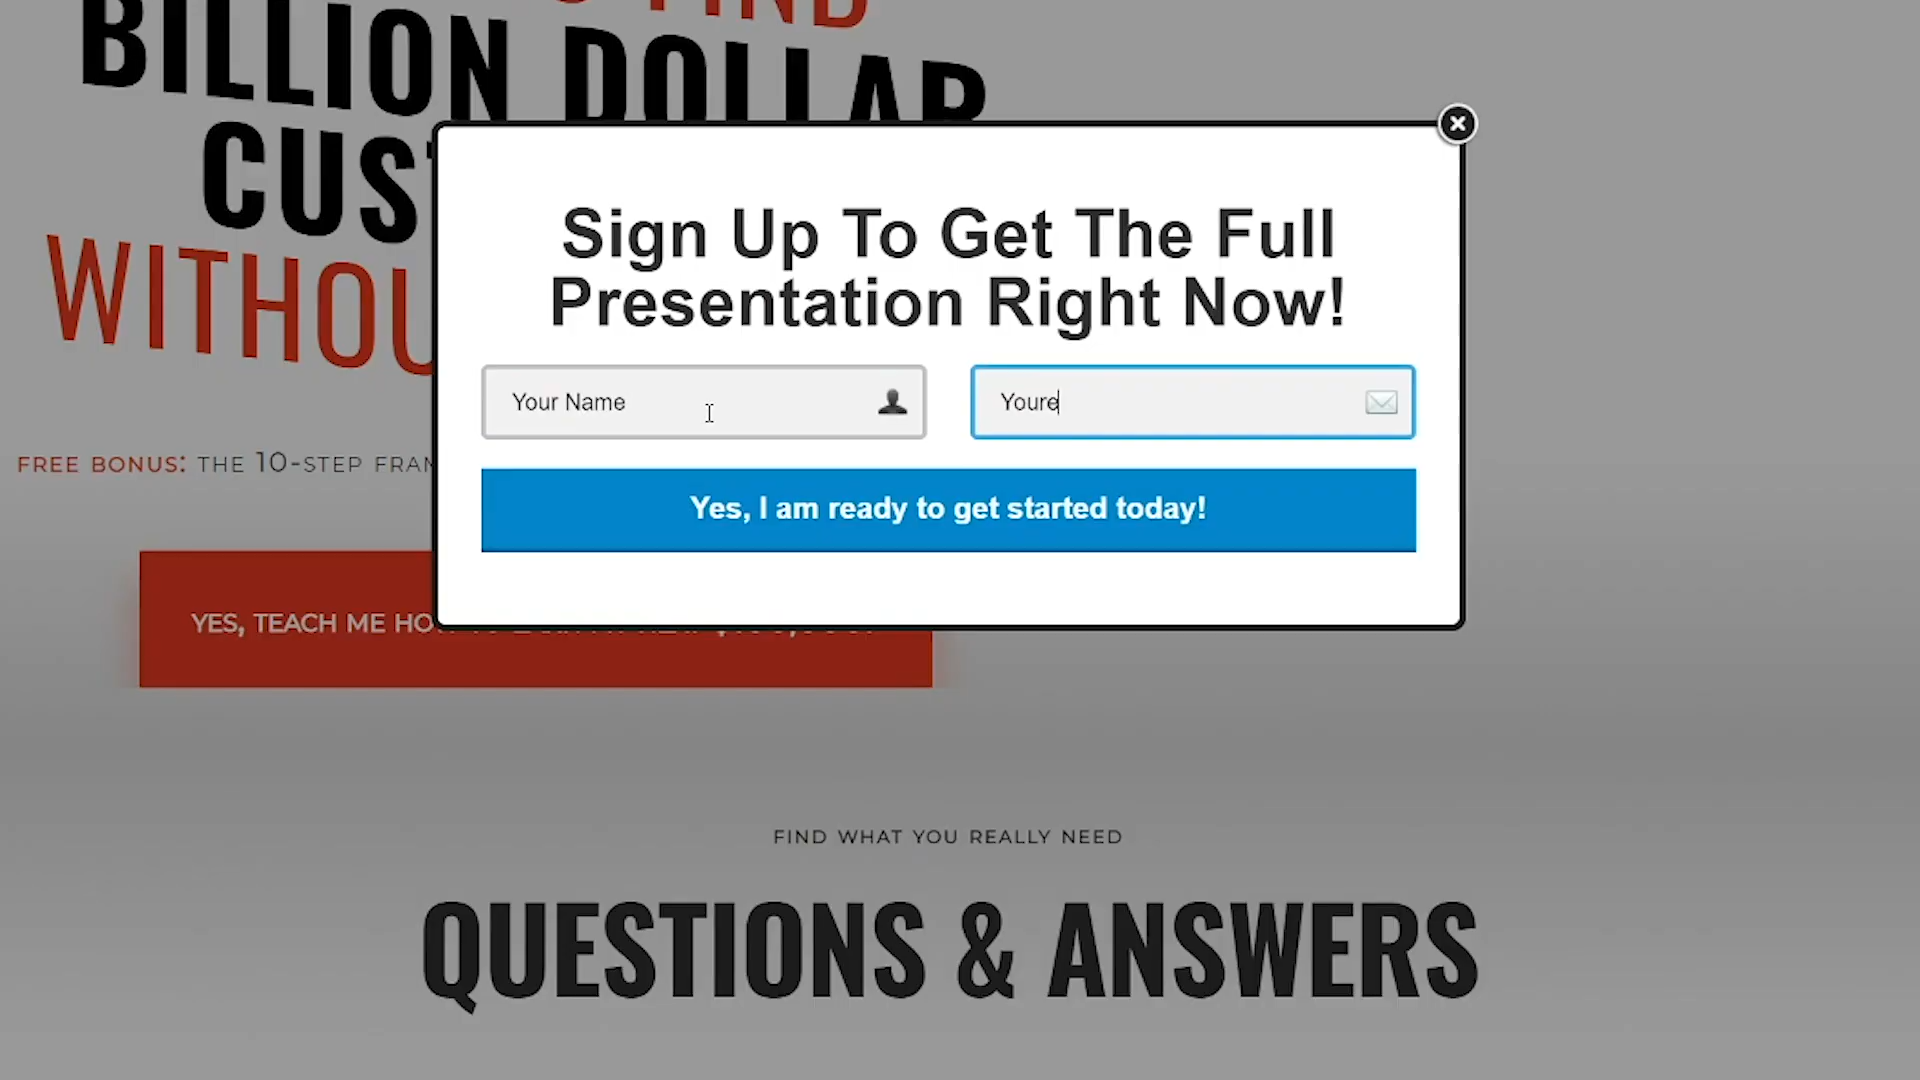 FIND
BILLION DOLLAR
CUS
WITHOU
Sign Up To Get The Full
Presentation Right Now!
Your Name
Youre
Yes, I am ready to get started today!
FREE BONUS: THE 10-STEP FRAM
YES, TEACH ME HO
FIND WHAT YOU REALLY NEED
QUESTIONS & ANSWERS